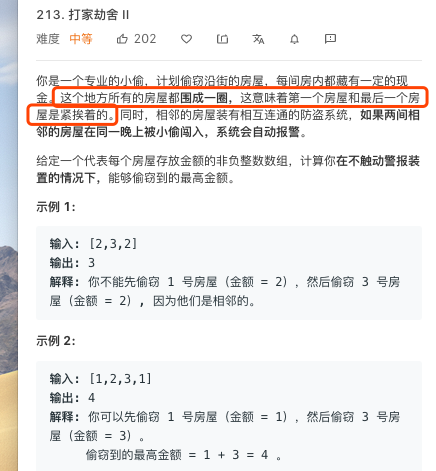 213. 打家劫舍 II
难度 中等 202
你是一个专业的小偷，计划偷窃沿街的房屋，每间房内都藏有一定的现
金。这个地方所有的房屋都围成一圈，这意味着第一个房屋和最后一个房
屋是紧挨着的。同时，相邻的房屋装有相互连通的防盗系统，如果两间相
邻的房屋在同一晚上被小偷闯入，系统会自动报警。
给定一个代表每个房屋存放金额的非负整数数组，计算你在不触动警报装
置的情况下，能够偷窃到的最高金额。
示例 1:
输入: [2,3,2]
输出: 3
解释: 你不能先偷窃 1 号房屋（金额 = 2），然后偷窃 3 号房
屋（金额 = 2）, 因为他们是相邻的。
示例 2:
输入: [1,2,3,1]
输出: 4
解释: 你可以先偷窃 1 号房屋（金额 = 1），然后偷窃 3 号房
屋（金额 = 3）。
偷窃到的最高金额 = 1 + 3 = 4 。